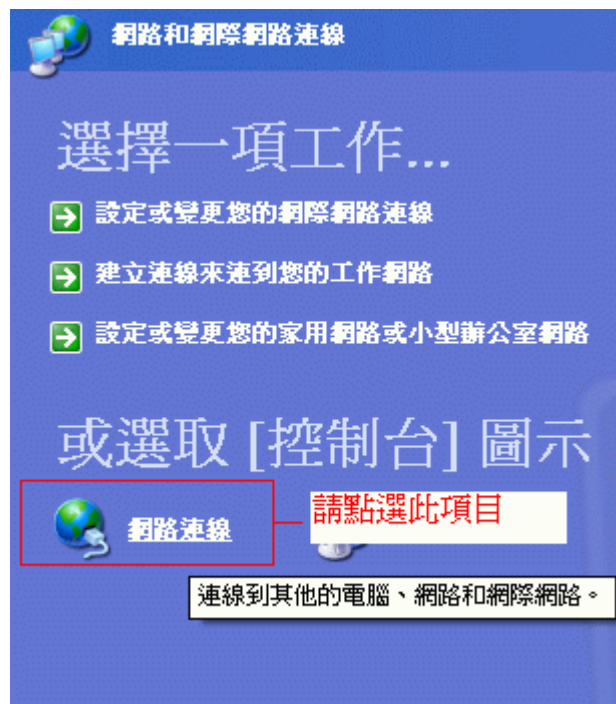 網路和網際網路連線
選擇一項工作...
設定或變更您的網際網路連線
建立連線來連到您的工作網路
設定或變更您的家用網路或小型辦公室網路
或選取 [控制台] 圖示
網路連線
請點選此項目
連線到其他的電腦、網路和網際網路。